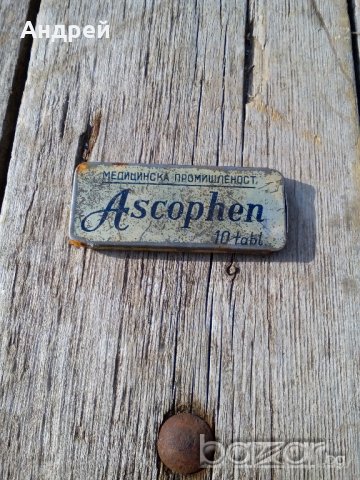 Андрей
МЕДИЦИНСКА ПРОМИШЛЕНОСТ
Ascophen
10 tabl.
bazar.bg